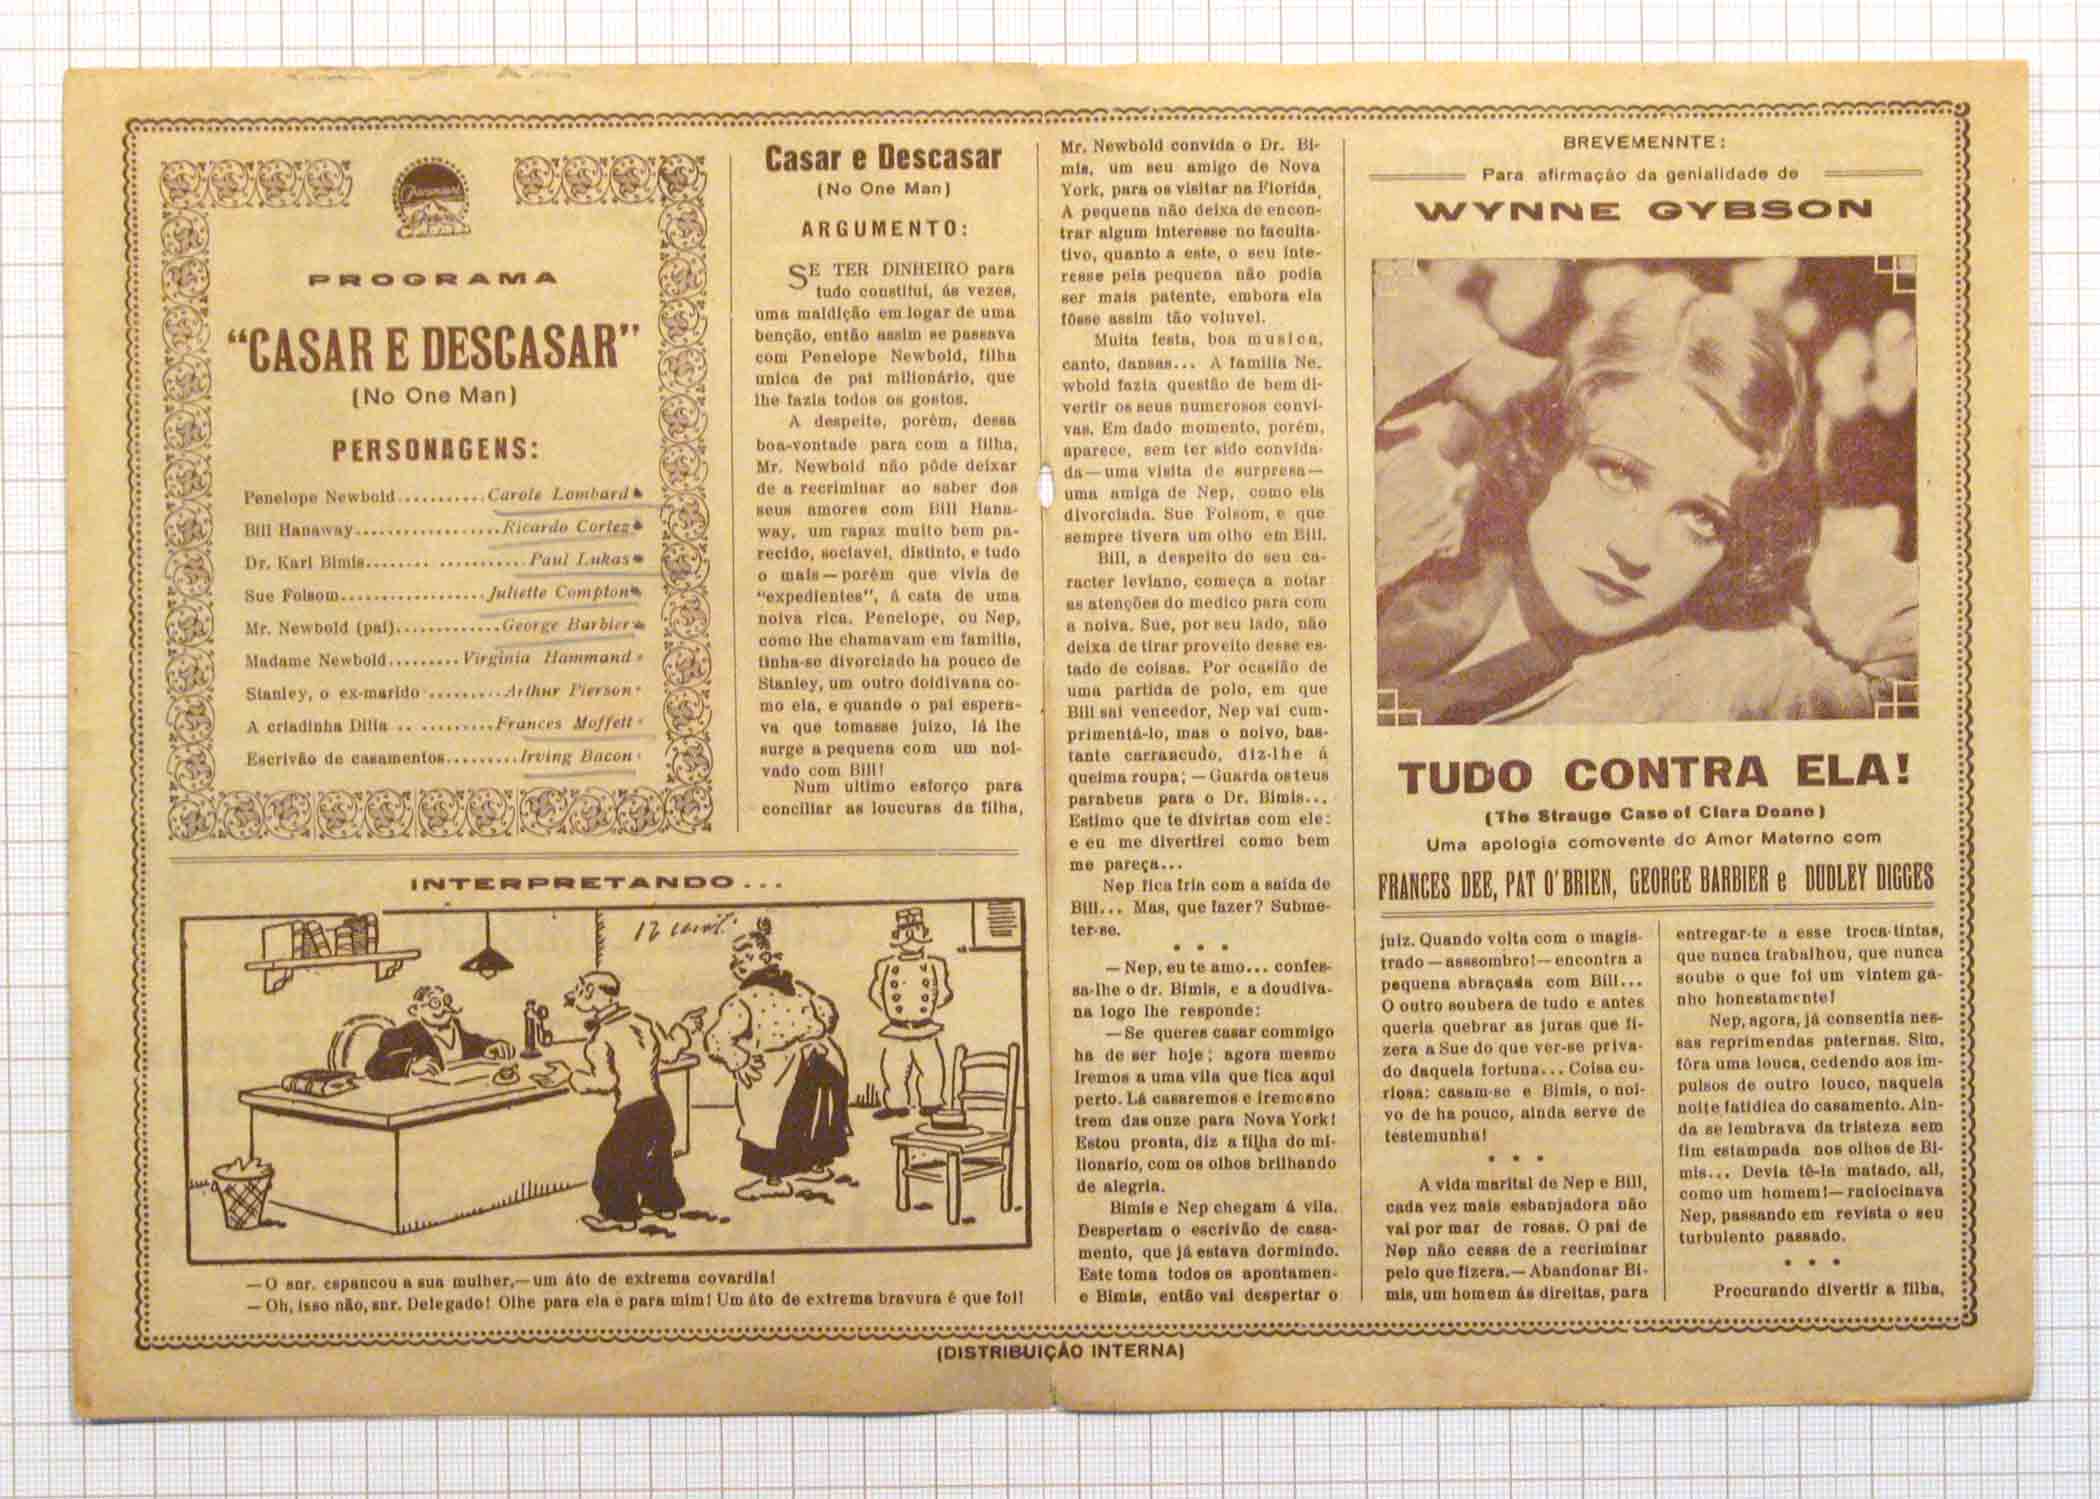 Paramount
PROGRAMA
“CASAR E DESCASAR”
(No One Man)
PERSONAGENS:
Penelope Newbold...........Carole Lombard
Bill Hanaway..................Ricardo Cortez
Dr. Karl Bimis........ ...........Paul Lukas
Sue Folsom..................Juliette Compton
Mr. Newbold (pai).............George Barbier
Madame Newbold.........Virginia Hammand
Stanley, o ex-marido ..........Arthur Pierson
A criadinha Dilia .. ..........Frances Moffett
Escrivão de casamentos.........Irving Bacon
Casar e Descasar
(No One Man)
ARGUMENTO:
SE TER DINHEIRO para
tudo constitui, ás vezes,
uma maldição em logar de uma
benção, então assim se passava
com Penelope Newbold, filha
unica de pai milionário, que
lhe fazia todos os gostos.
A despeito, porém, dessa
boa-vontade para com a filha,
Mr. Newbold não pôde deixar
de a recriminar ao saber dos
seus amores com Bill Hana-
way, um rapaz muito bem pa-
recido, sociavel, distinto, e tudo
o mais—porém que vivia de
“expedientes”, á cata de uma
noiva rica. Penelope, ou Nep,
como lhe chamavam em familia,
tinha-se divorciado ha pouco de
Stanley, um outro doidivana co-
mo ela, e quando o pai espera-
va que tomasse juizo, lá lhe
surge a pequena com um noi-
vado com Bill!
Num ultimo esforço para
conciliar as loucuras da filha,
Mr. Newbold convida o Dr. Bi-
mis, um seu amigo de Nova
York, para os visitar na Florida.
A pequena não deixa de encon-
trar algum interesse no faculta-
tivo, quanto a este, o seu inte-
resse pela pequena não podia
ser mais patente, embora ela
fôsse assim tão voluvel.
Muita festa, boa musica,
canto, dansas... A familia Ne-
wbold fazia questão de bem di-
vertir os seus numerosos convi-
vas. Em dado momento, porém,
aparece, sem ter sido convida-
da—uma visita de surpresa—
uma amiga de Nep, como ela
divorciada. Sue Folsom, e que
sempre tivera um olho em Bill.
Bill, a despeito do seu ca-
racter leviano, começa a notar
as atenções do medico para com
a noiva. Sue, por seu lado, não
deixa de tirar proveito desse es-
tado de coisas. Por ocasião de
uma partida de polo, em que
Bill sai vencedor, Nep vai cum-
primentá-lo, mas o noivo, bas-
tante carrancudo, diz-lhe á
queima roupa; —Guarda os teus
parabens para o Dr. Bimis...
Estimo que te divirtas com ele:
e eu me divertirei como bem
me pareça...
Nep fica fria com a saída de
Bill... Mas, que fazer? Subme-
ter-se.
* * *
—Nep, eu te amo... confes-
sa-lhe o dr. Bimis, e a doudiva-
na logo lhe responde:
—Se queres casar commigo
ha de ser hoje; agora mesmo
iremos a uma vila que fica aqui
perto. Lá casaremos e iremosno
trem das onze para Nova York!
Estou pronta, diz a filha do mi-
lionario, com os olhos brilhando
de alegria.
Bimis e Nep chegam á vila.
Despertam o escrivão de casa-
mento, que já estava dormindo.
Este toma todos os apontamen-
e Bimis, então vai despertar o
BREVEMENNTE:
Para afirmação da genialidade de
WYNNE GYBSON
TUDO CONTRA ELA!
(The Strauge Case of Clara Deane)
Uma apologia comovente do Amor Materno com
FRANCES DEE, PAT O’BRIEN, GEORGE BARBIER e DUDLEY DIGGES
juiz. Quando volta com o magis-
trado—asssombro!—encontra a
pequena abraçada com Bill...
O outro soubera de tudo e antes
queria quebrar as juras que fi-
zera a Sue do que ver-se priva-
do daquela fortuna... Coisa cu-
riosa: casam-se e Bimis, o noi-
vo de ha pouco, ainda serve de
testemunha!
* * *
A vida marital de Nep e Bill,
cada vez mais esbanjadora não
vai por mar de rosas. O pai de
Nep não cessa de a recriminar
pelo que fizera.—Abandonar Bi-
mis, um homem ás direitas, para
entregar-te a esse troca-tintas,
que nunca trabalhou, que nunca
soube o que foi um vintem ga-
nho honestamente!
Nep, agora, já consentia nes-
sas reprimendas paternas. Sim,
fôra uma louca, cedendo aos im-
pulsos de outro louco, naquela
noite fatidica do casamento. Ain-
da se lembrava da tristeza sem
fim estampada nos olhos de Bi-
mis... Devia tê-la matado, ali,
como um homem!—raciocinava
Nep, passando em revista o seu
turbulento passado.
* * *
Procurando divertir a filha,
INTERPRETANDO...
—O snr. espancou a sua mulher,—um áto de extrema covardia!
—Oh, isso não, snr. Delegado! Olhe para ela e para mim! Um áto de extrema bravura é que foi!
(DISTRIBUIÇÃO INTERNA)